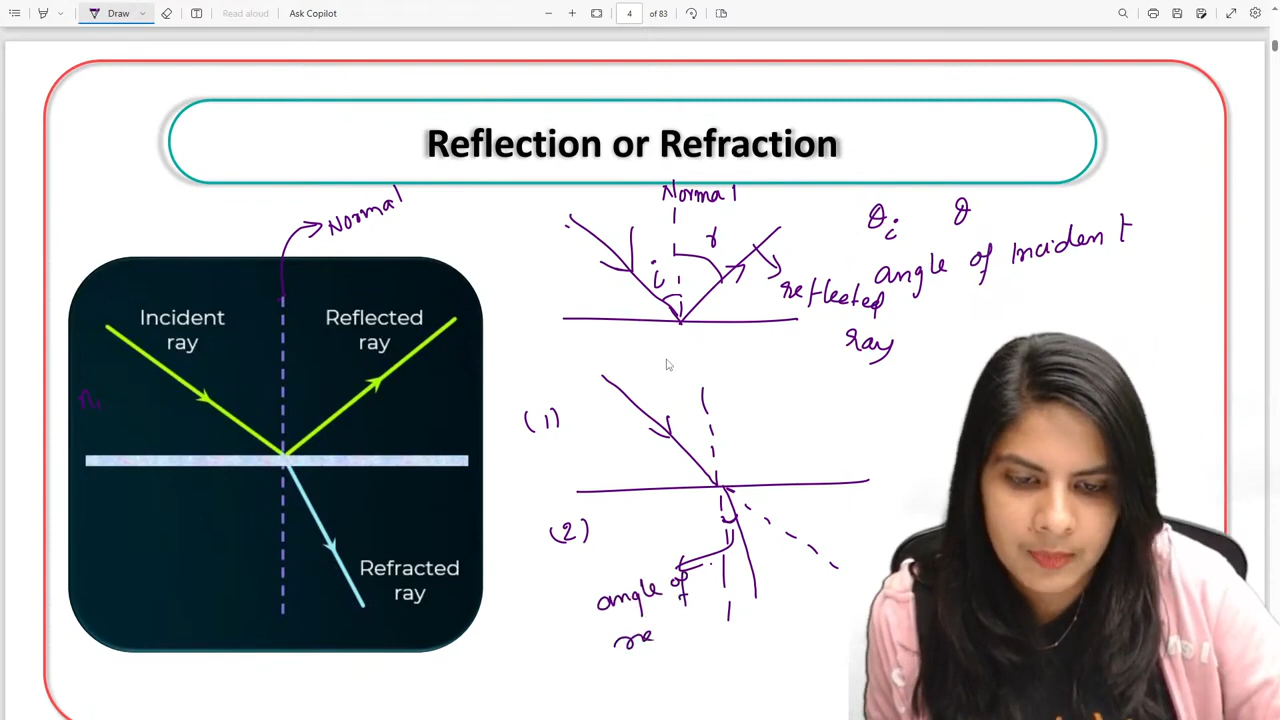 Draw
Read aloud
Ask Copilot
4
of 83
Reflection or Refraction
Normal
Normal
θi θ
angle of incident
i
r
reflected
ray
Incident
ray
Reflected
ray
n1
(1)
(2)
Refracted
ray
angle of
re